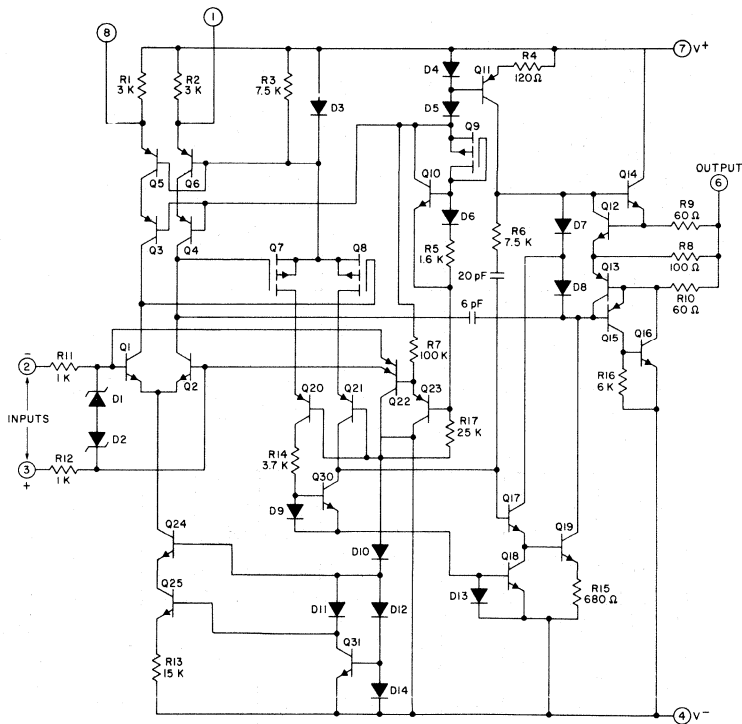 8
1
7 V+
R1
3 K
R2
3 K
R3
7.5 K
D3
D4
D5
Q11
R4
120 Ω
Q9
Q5
Q6
Q10
Q14
OUTPUT
6
Q12
R9
60 Ω
Q3
Q4
D6
R6
7.5 K
D7
R8
100 Ω
Q7
Q8
R5
1.6 K
20 pF
D8
Q13
R10
60 Ω
6 pF
Q15
Q16
R7
100 K
R16
6 K
−
2
R11
1 K
Q1
Q2
D1
INPUTS
D2
3
+
R12
1 K
Q20
Q21
Q22
Q23
R17
25 K
R14
3.7 K
Q30
D9
Q17
Q24
D10
Q18
Q19
Q25
D11
D12
D13
R15
680 Ω
R13
15 K
Q31
D14
4 V−